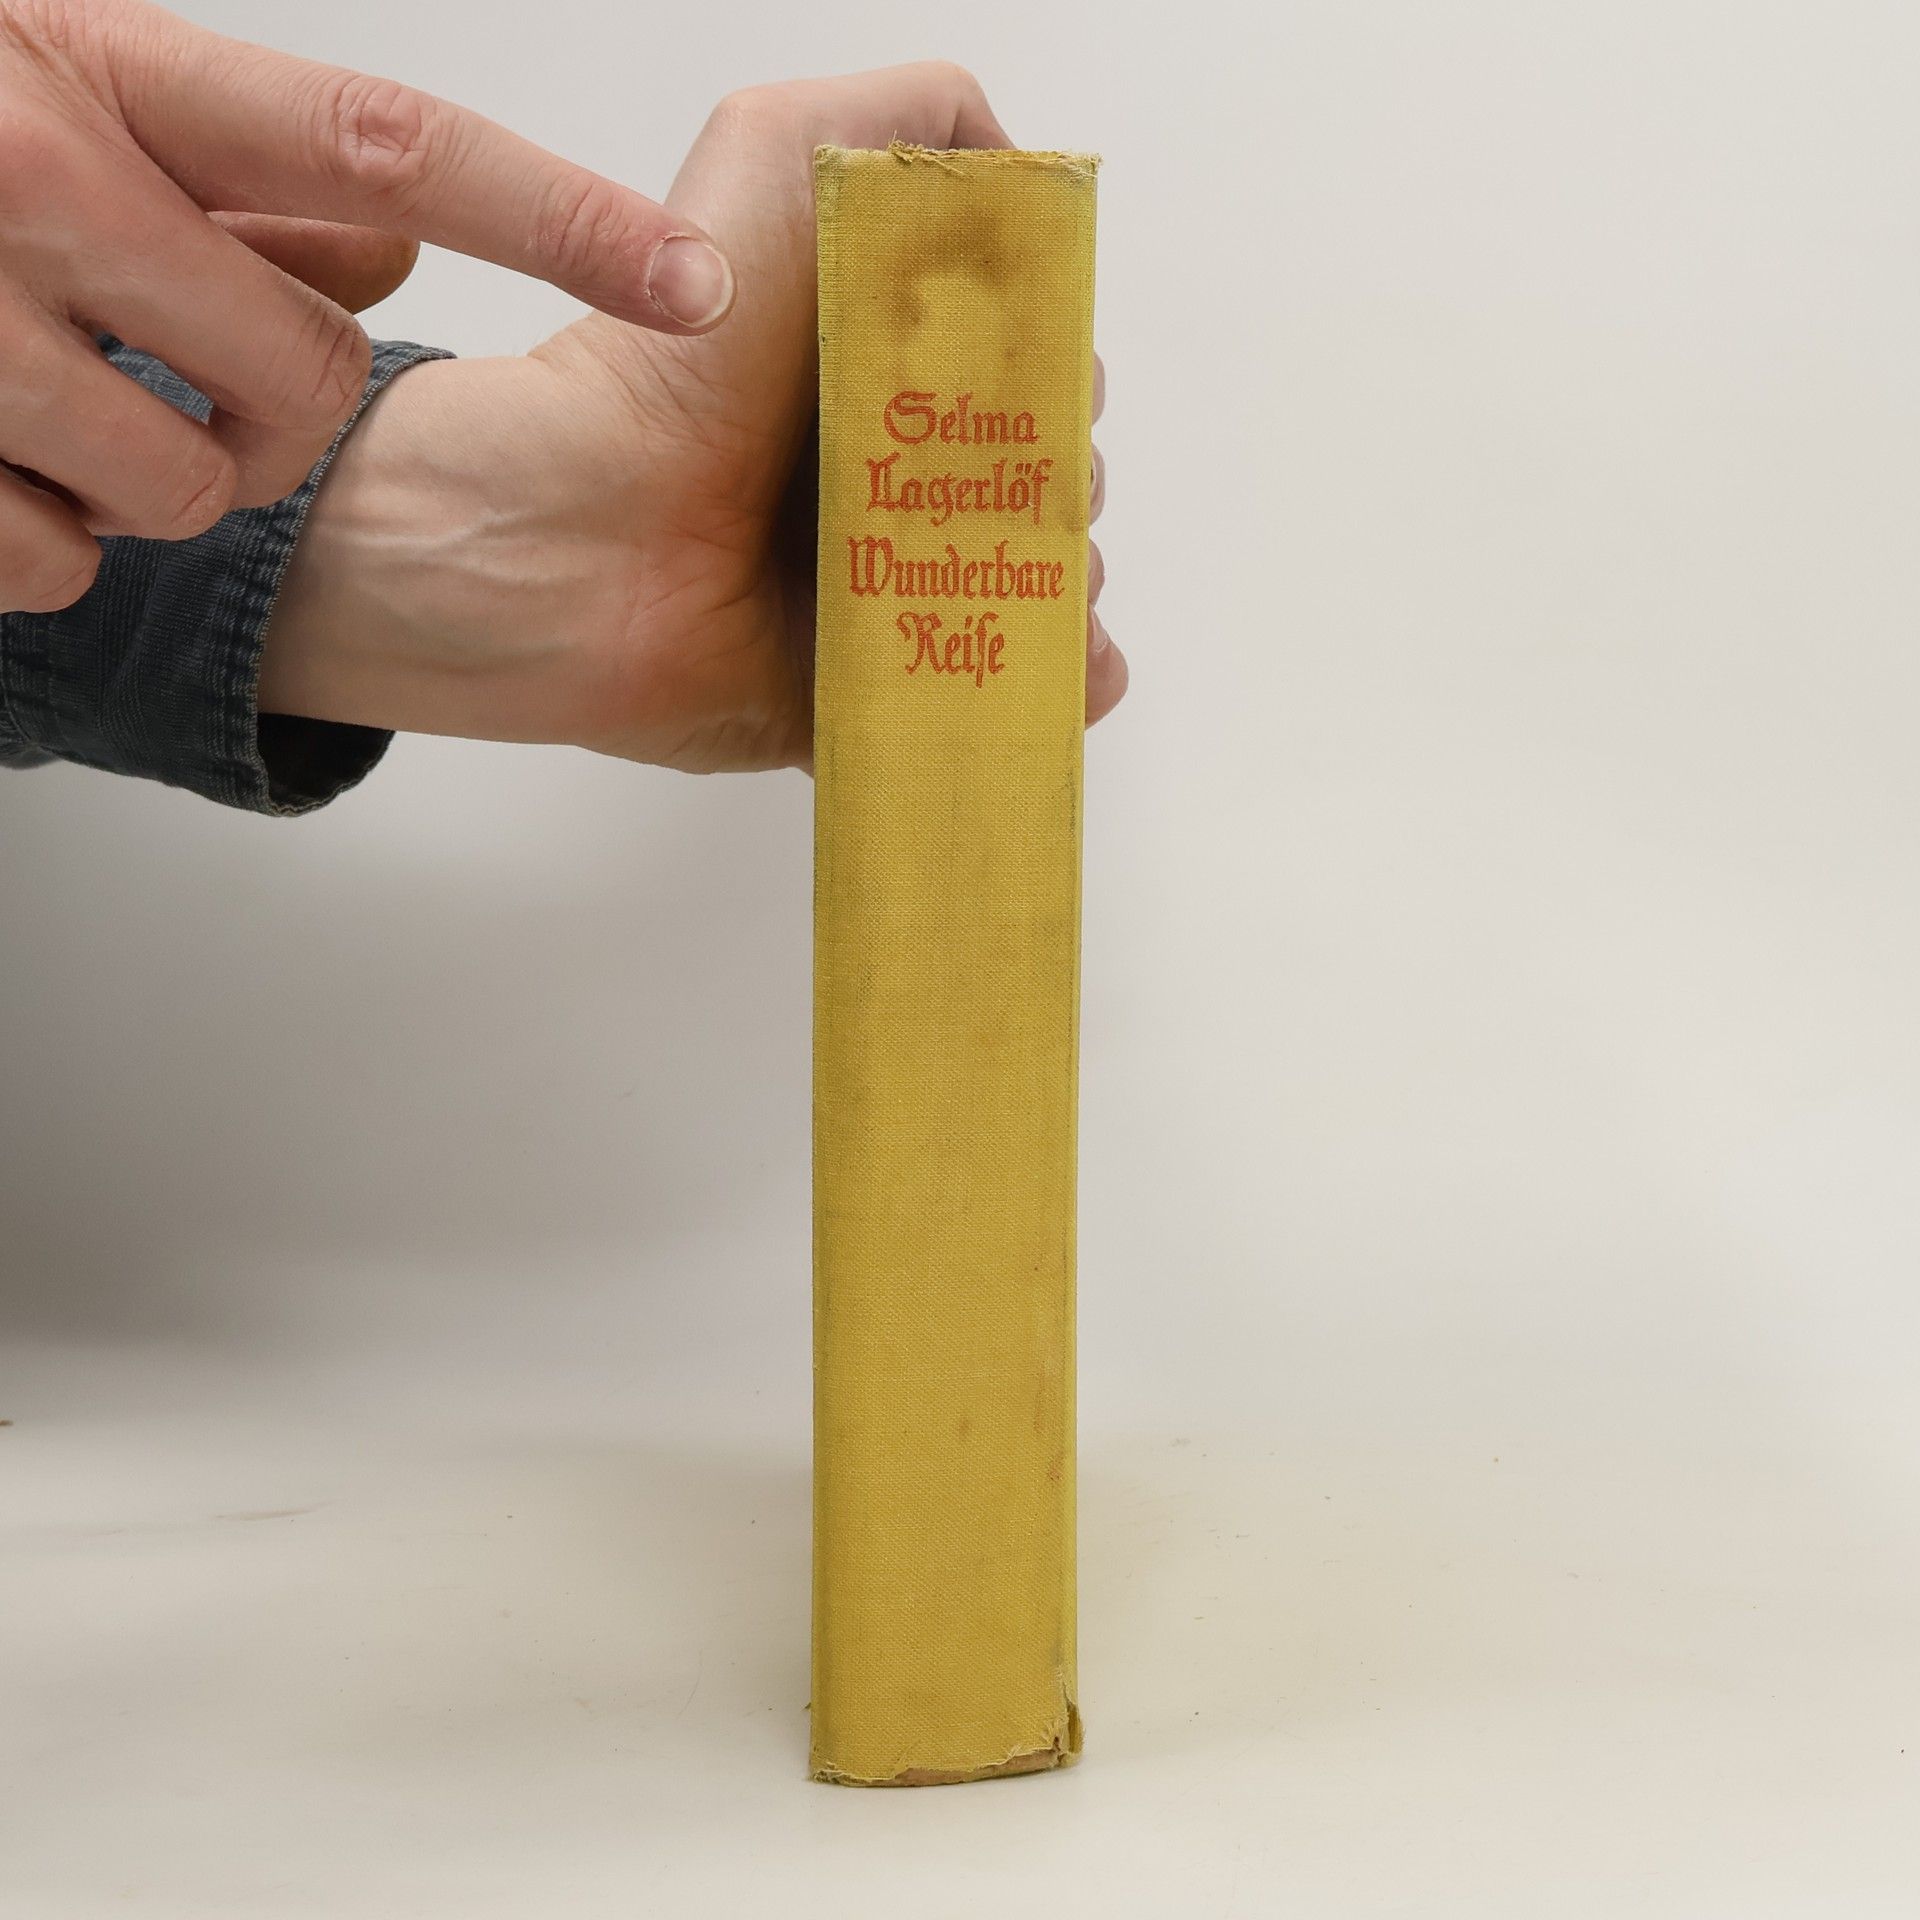 Selma
Lagerlöf
Wunderbare
Reise